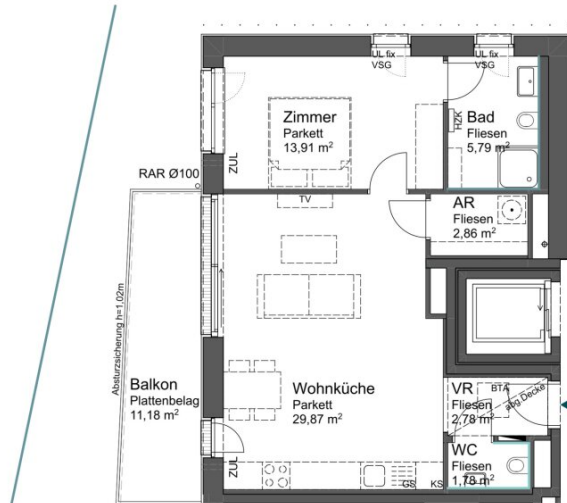 UL fix
VSG
UL fix
VSG
Zimmer
Parkett
13,91 m²
ZUL
HZK
Bad
Fliesen
5,79 m²
RAR Ø100
TV
AR
Fliesen
2,86 m²
Absturzsicherung h=1,02m
Balkon
Plattenbelag
11,18 m²
Wohnküche
Parkett
29,87 m²
VR
Fliesen
2,78 m²
BTA
abg Decke
WC
Fliesen
1,78 m²
ZUL
GS
KS